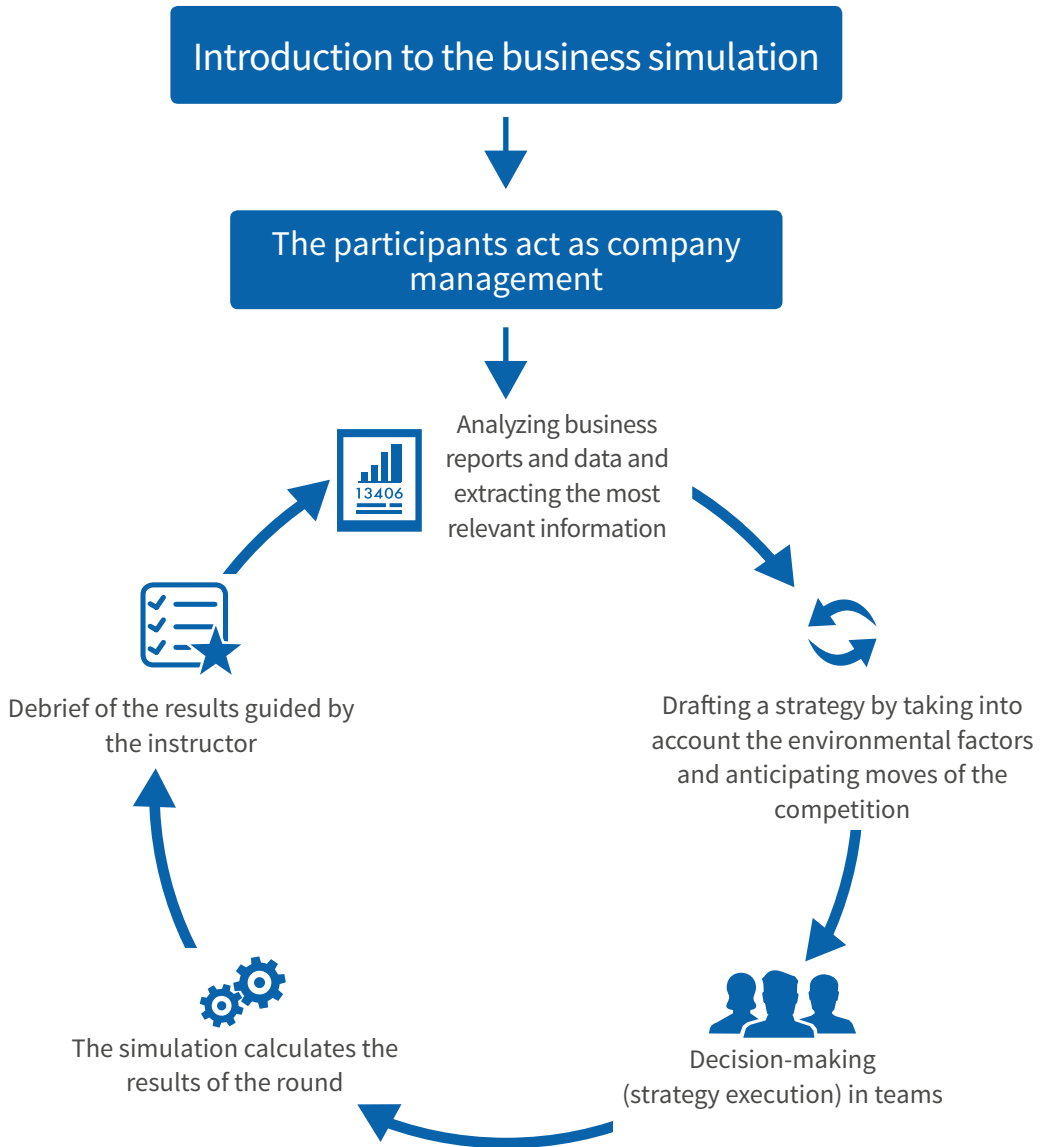 Introduction to the business simulation
The participants act as company
management
13406
Analyzing business
reports and data and
extracting the most
relevant information
Drafting a strategy by taking into
account the environmental factors
and anticipating moves of the
competition
Decision-making
(strategy execution) in teams
The simulation calculates the
results of the round
Debrief of the results guided by
the instructor